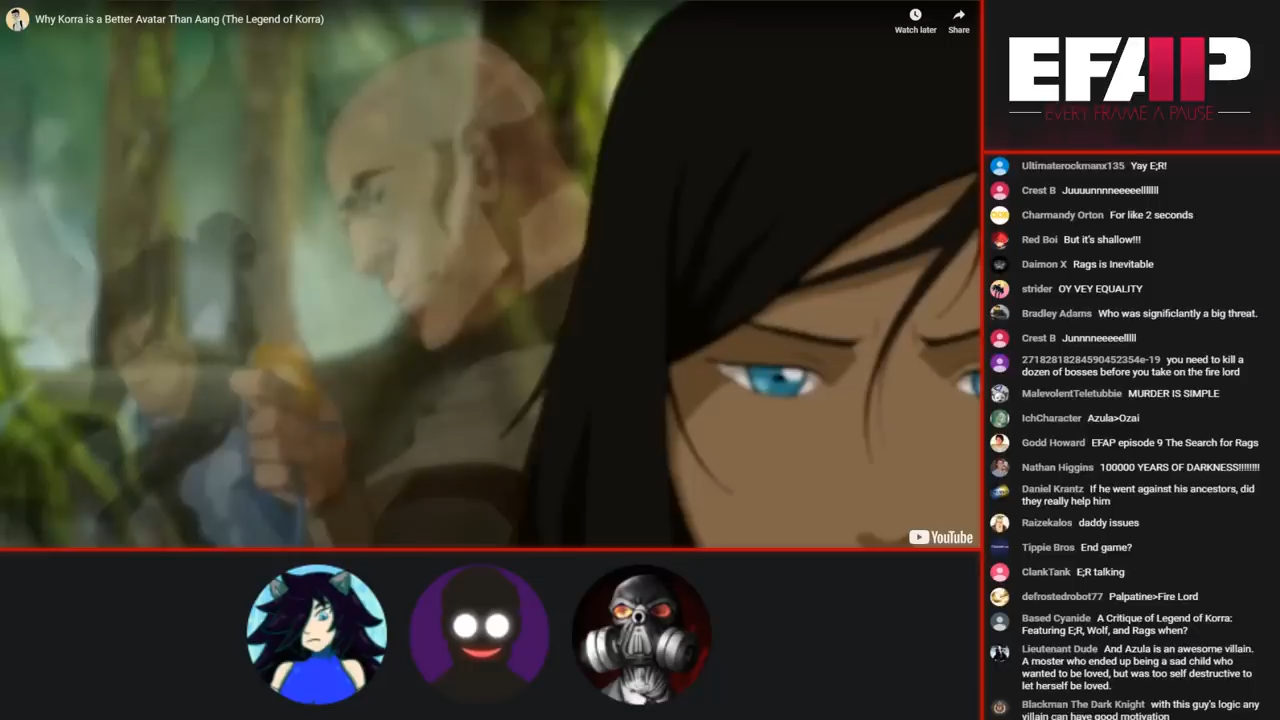 Why Korra is a Better Avatar Than Aang (The Legend of Korra)
Watch later
Share
EFAP
EVERY FRAME A PAUSE
Ultimaterockmanx135 Yay E;R!
Crest B Juuuunnnneeeeellllllll
Charmandy Orton For like 2 seconds
Red Boi But it's shallow!!!
Daimon X Rags is Inevitable
strider OY VEY EQUALITY
Bradley Adams Who was significlantly a big threat.
Crest B Junnnneeeeellllll
27182818284590452354e-19 you need to kill a
dozen of bosses before you take on the fire lord
MalevolentTeletubbie MURDER IS SIMPLE
IchCharacter Azula>Ozai
Godd Howard EFAP episode 9 The Search for Rags
Nathan Higgins 100000 YEARS OF DARKNESS!!!!!!!!!
Daniel Krantz If he went against his ancestors, did
they really help him
Raizekalos daddy issues
Tippie Bros End game?
ClankTank E;R talking
defrostedrobot77 Palpatine>Fire Lord
Based Cyanide A Critique of Legend of Korra:
Featuring E;R, Wolf, and Rags when?
Lieutenant Dude And Azula is an awesome villain.
A moster who ended up being a sad child who
wanted to be loved, but was too self destructive to
let herself be loved.
Blackman The Dark Knight with this guy's logic any
villain can have good motivation
YouTube